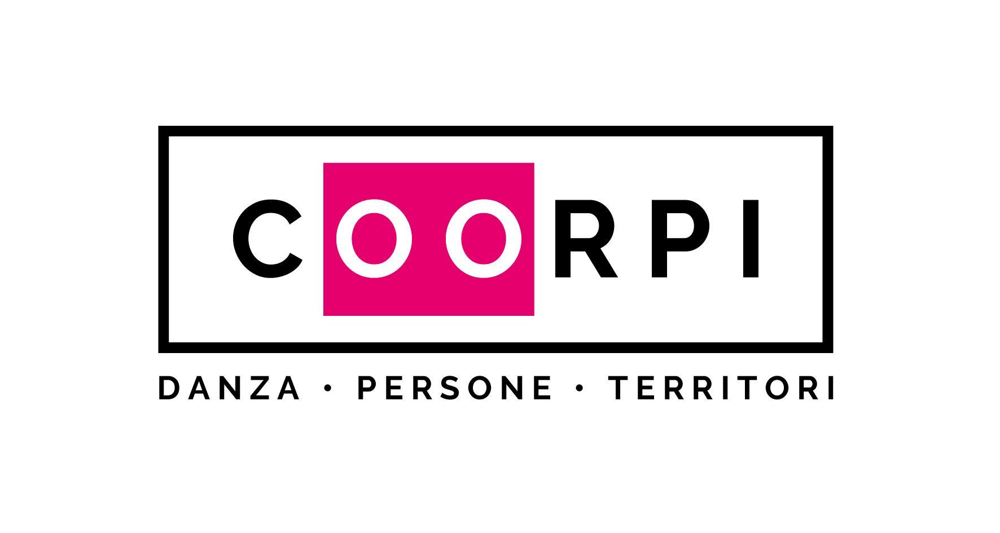 COORPI
DANZA • PERSONE • TERRITORI